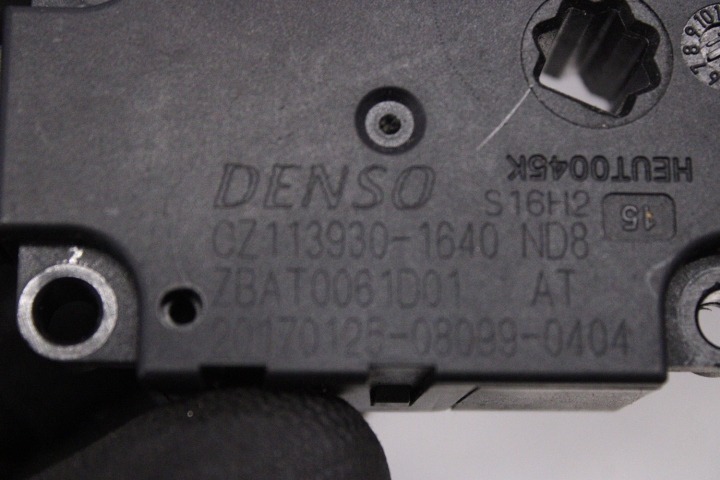 HEUT0045K
DENSO S16H2 15
CZ113930-1640 ND8
ZBAT0061D01 AT
20170125-08099-0404